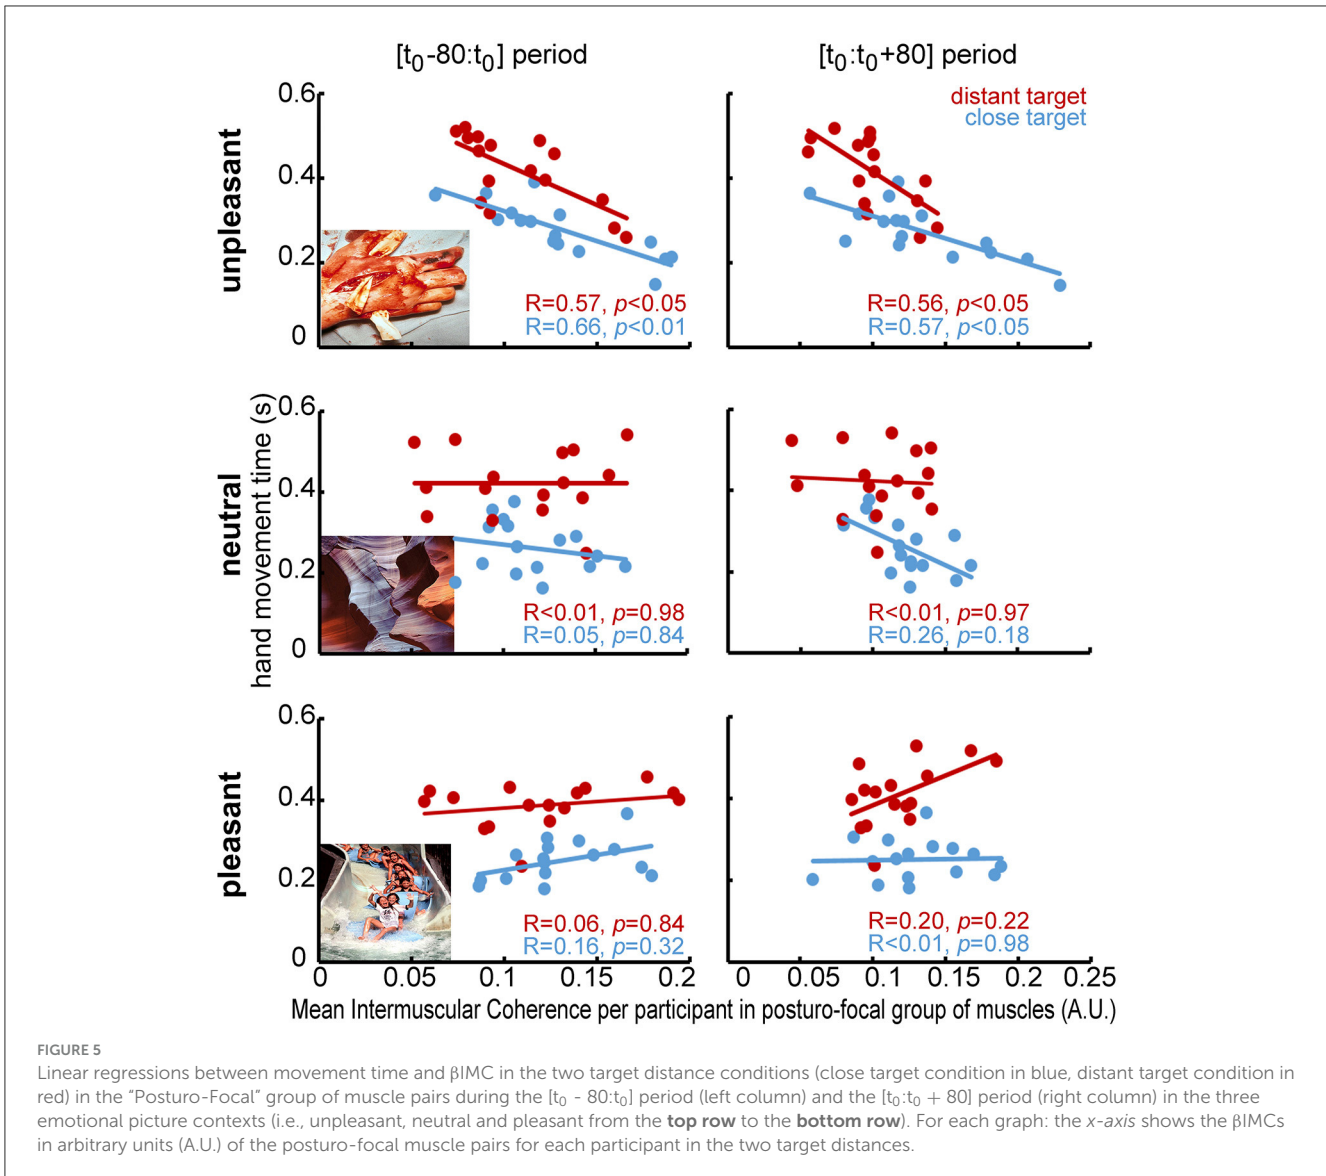 [t0-80:t0] period
[t0:t0+80] period
distant target
close target
unpleasant
0.6
0.4
0.2
0
R=0.57, p<0.05
R=0.66, p<0.01
R=0.56, p<0.05
R=0.57, p<0.05
neutral
hand movement time (s)
0.6
0.4
0.2
0
R<0.01, p=0.98
R=0.05, p=0.84
R<0.01, p=0.97
R=0.26, p=0.18
pleasant
0.6
0.4
0.2
0
R=0.06, p=0.84
R=0.16, p=0.32
R=0.20, p=0.22
R<0.01, p=0.98
0 0.05 0.1 0.15 0.2
0 0.05 0.1 0.15 0.2 0.25
Mean Intermuscular Coherence per participant in posturo-focal group of muscles (A.U.)
FIGURE 5
Linear regressions between movement time and βIMC in the two target distance conditions (close target condition in blue, distant target condition in
red) in the “Posturo-Focal” group of muscle pairs during the [t0 - 80:t0] period (left column) and the [t0:t0 + 80] period (right column) in the three
emotional picture contexts (i.e., unpleasant, neutral and pleasant from the top row to the bottom row). For each graph: the x-axis shows the βIMCs
in arbitrary units (A.U.) of the posturo-focal muscle pairs for each participant in the two target distances.